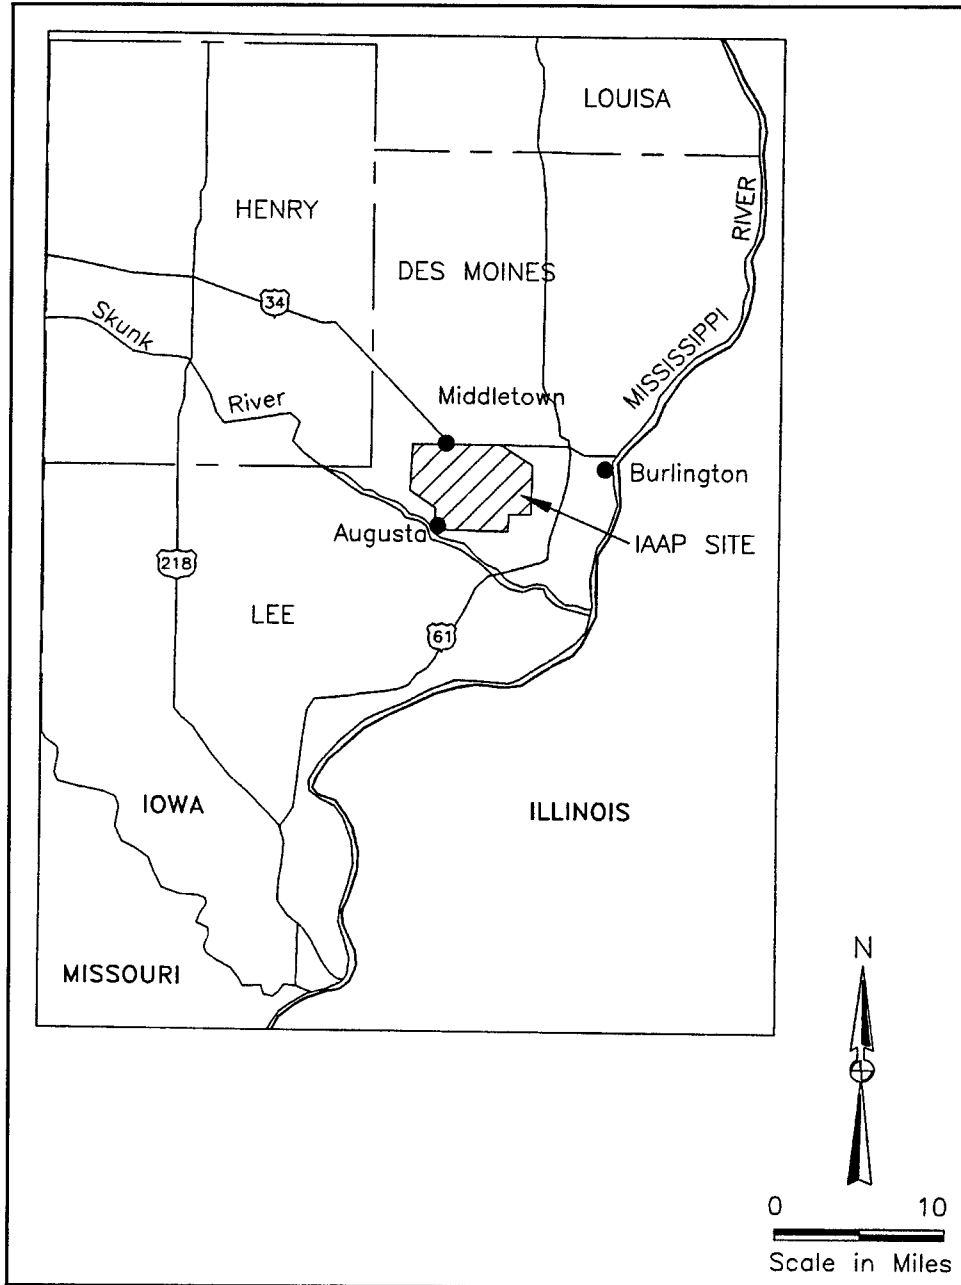 LOUISA
HENRY
MISSISSIPPI RIVER
DES MOINES
34
Skunk River
Middletown
Burlington
Augusta
IAAP SITE
218
LEE
61
IOWA
ILLINOIS
MISSOURI
N
0 10
Scale in Miles